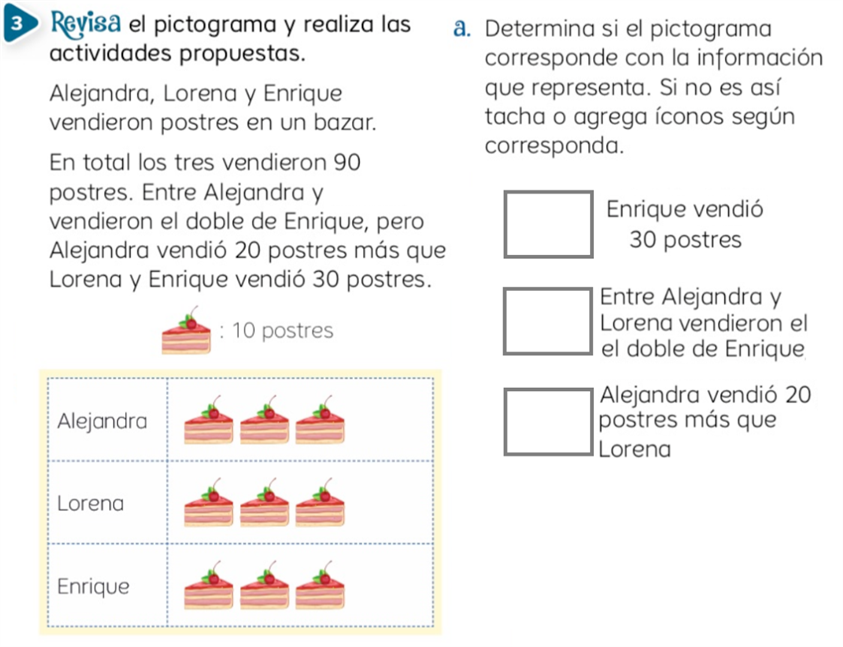 3 Revisa el pictograma y realiza las
actividades propuestas.
Alejandra, Lorena y Enrique
vendieron postres en un bazar.
En total los tres vendieron 90
postres. Entre Alejandra y
vendieron el doble de Enrique, pero
Alejandra vendió 20 postres más que
Lorena y Enrique vendió 30 postres.
: 10 postres
Alejandra
Lorena
Enrique
a. Determina si el pictograma
corresponde con la información
que representa. Si no es así
tacha o agrega íconos según
corresponda.
Enrique vendió
30 postres
Entre Alejandra y
Lorena vendieron el
el doble de Enrique
Alejandra vendió 20
postres más que
Lorena